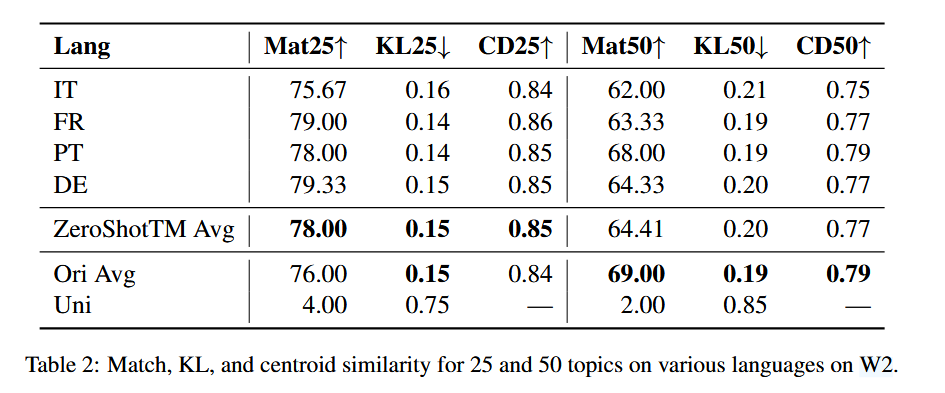 Lang Mat25↑ KL25↓ CD25↑ Mat50↑ KL50↓ CD50↑
IT 75.67 0.16 0.84 62.00 0.21 0.75
FR 79.00 0.14 0.86 63.33 0.19 0.77
PT 78.00 0.14 0.85 68.00 0.19 0.79
DE 79.33 0.15 0.85 64.33 0.20 0.77
ZeroShotTM Avg 78.00 0.15 0.85 64.41 0.20 0.77
Ori Avg 76.00 0.15 0.84 69.00 0.19 0.79
Uni 4.00 0.75 — 2.00 0.85 —
Table 2: Match, KL, and centroid similarity for 25 and 50 topics on various languages on W2.